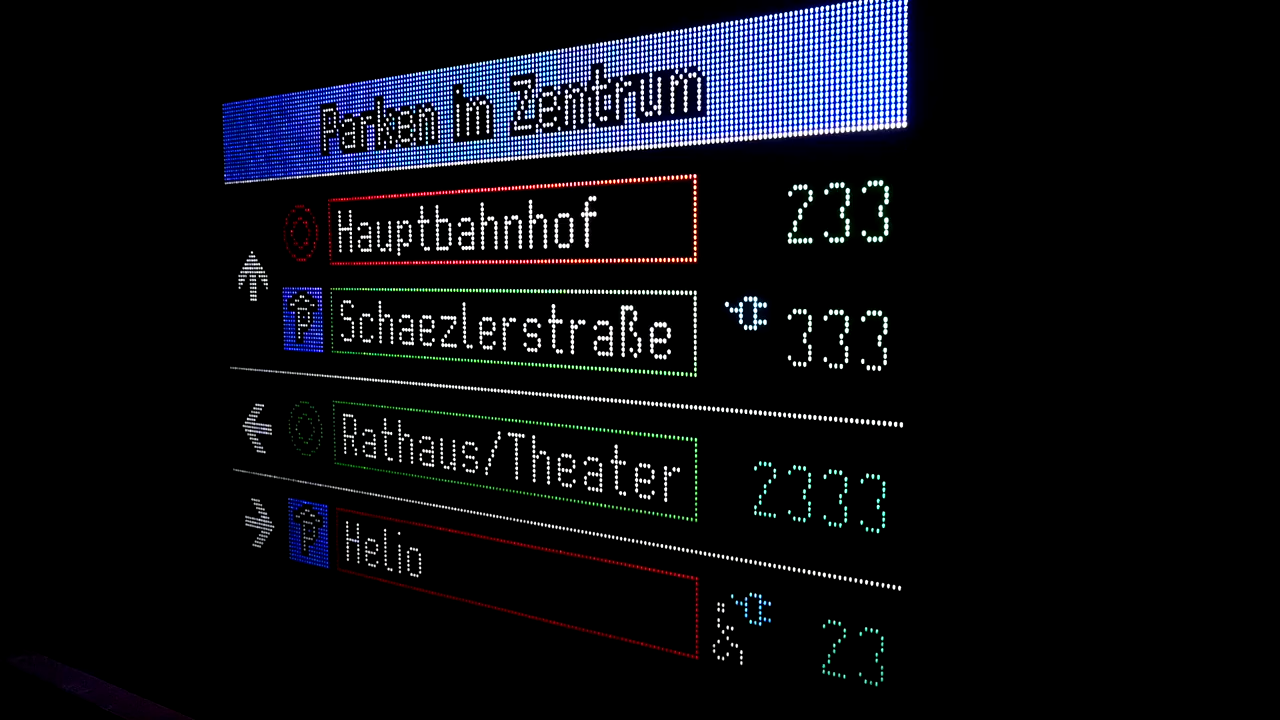 Parken im Zentrum
Hauptbahnhof 233
P Schaezlerstraße 333
Rathaus/Theater 2333
P Helio 23